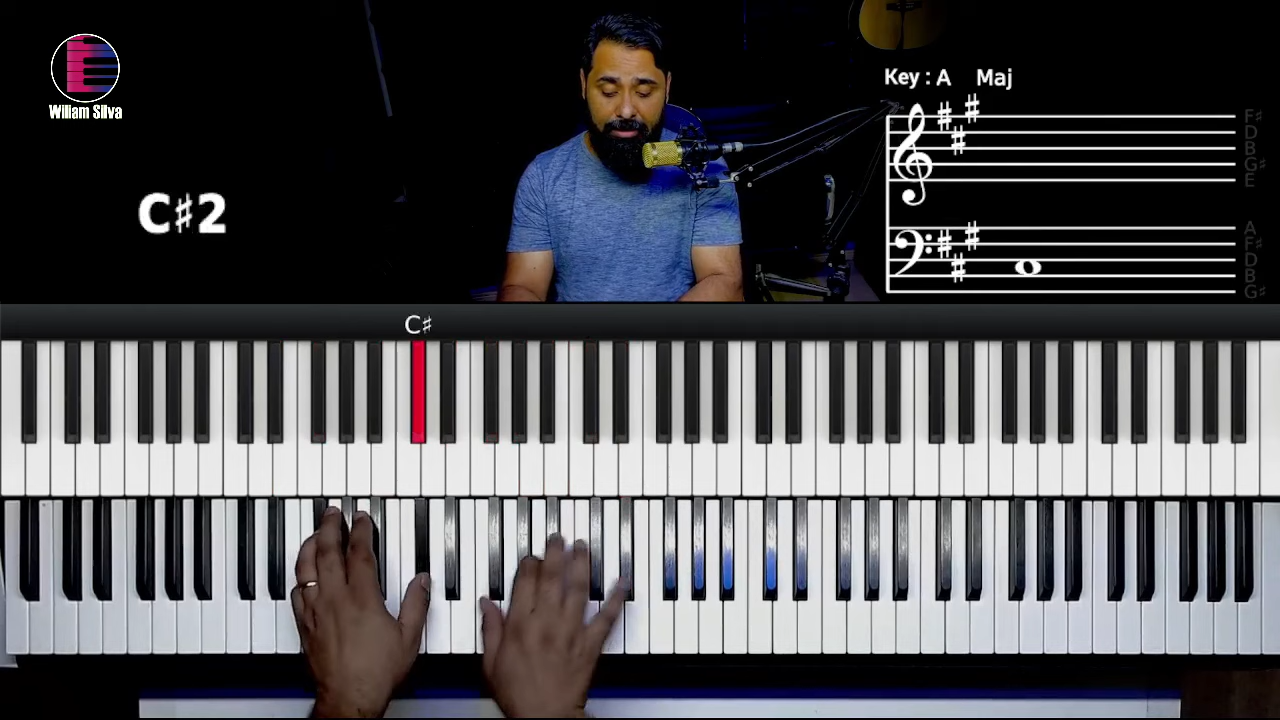 Wiliam Silva
Key : A Maj
F♯
D
B
G♯
E
C♯2
A
F♯
D
B
G♯
C♯